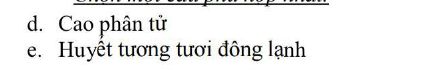 d. Cao phân tử
e. Huyết tương tươi đông lạnh